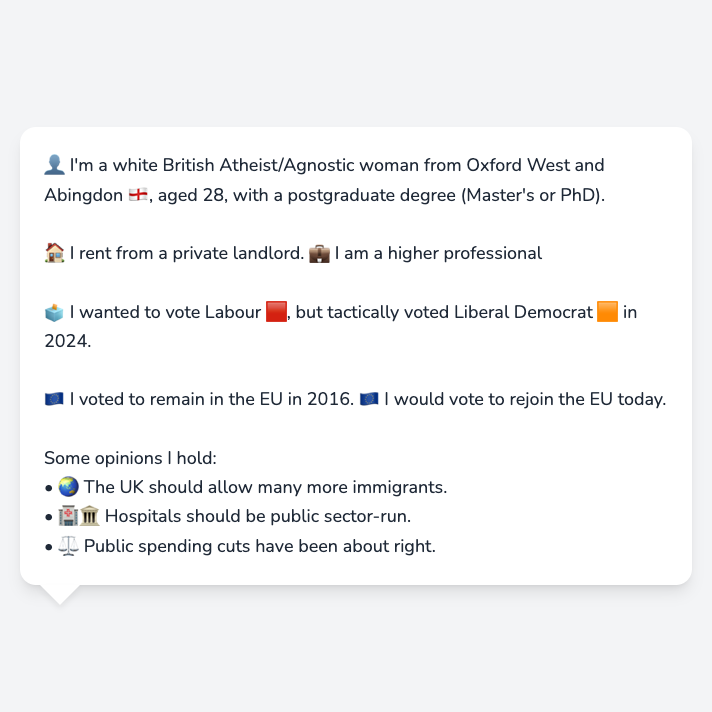 👤 I'm a white British Atheist/Agnostic woman from Oxford West and
Abingdon 🏴󠁧󠁢󠁥󠁮󠁧󠁿, aged 28, with a postgraduate degree (Master's or PhD).
🏠 I rent from a private landlord. 💼 I am a higher professional
🗳️ I wanted to vote Labour 🟥, but tactically voted Liberal Democrat 🟧 in
2024.
🇪🇺 I voted to remain in the EU in 2016. 🇪🇺 I would vote to rejoin the EU today.
Some opinions I hold:
• 🌏 The UK should allow many more immigrants.
• 🏥🏛️ Hospitals should be public sector-run.
• ⚖️ Public spending cuts have been about right.